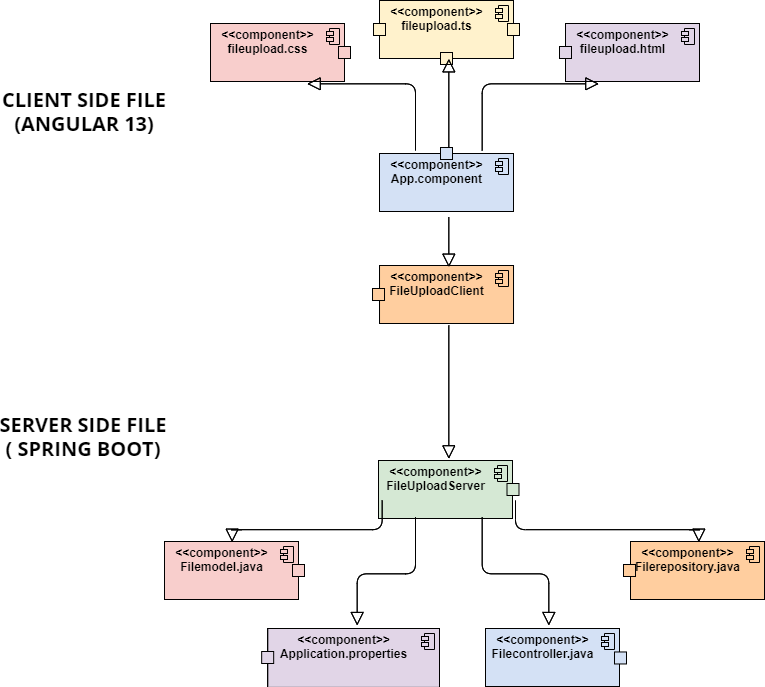 <<component>>
fileupload.css
<<component>>
fileupload.ts
<<component>>
fileupload.html
CLIENT SIDE FILE
(ANGULAR 13)
<<component>>
App.component
<<component>>
FileUploadClient
SERVER SIDE FILE
( SPRING BOOT)
<<component>>
FileUploadServer
<<component>>
Filemodel.java
<<component>>
Filerepository.java
<<component>>
Application.properties
<<component>>
Filecontroller.java